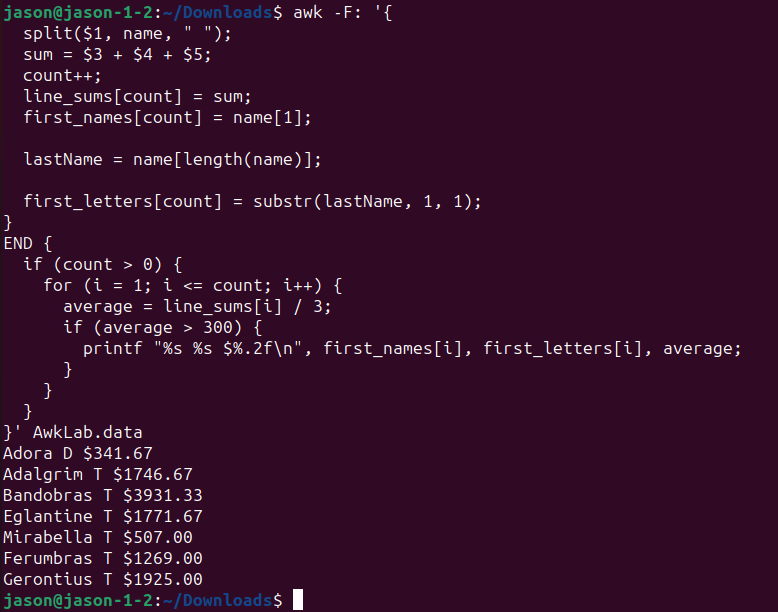 jason@jason-1-2:~/Downloads$ awk -F: '{
  split($1, name, " ");
  sum = $3 + $4 + $5;
  count++;
  line_sums[count] = sum;
  first_names[count] = name[1];

  lastName = name[length(name)];

  first_letters[count] = substr(lastName, 1, 1);
}
END {
  if (count > 0) {
    for (i = 1; i <= count; i++) {
      average = line_sums[i] / 3;
      if (average > 300) {
        printf "%s %s $%.2f\n", first_names[i], first_letters[i], average;
      }
    }
  }
}' AwkLab.data
Adora D $341.67
Adalgrim T $1746.67
Bandobras T $3931.33
Eglantine T $1771.67
Mirabella T $507.00
Ferumbras T $1269.00
Gerontius T $1925.00
jason@jason-1-2:~/Downloads$